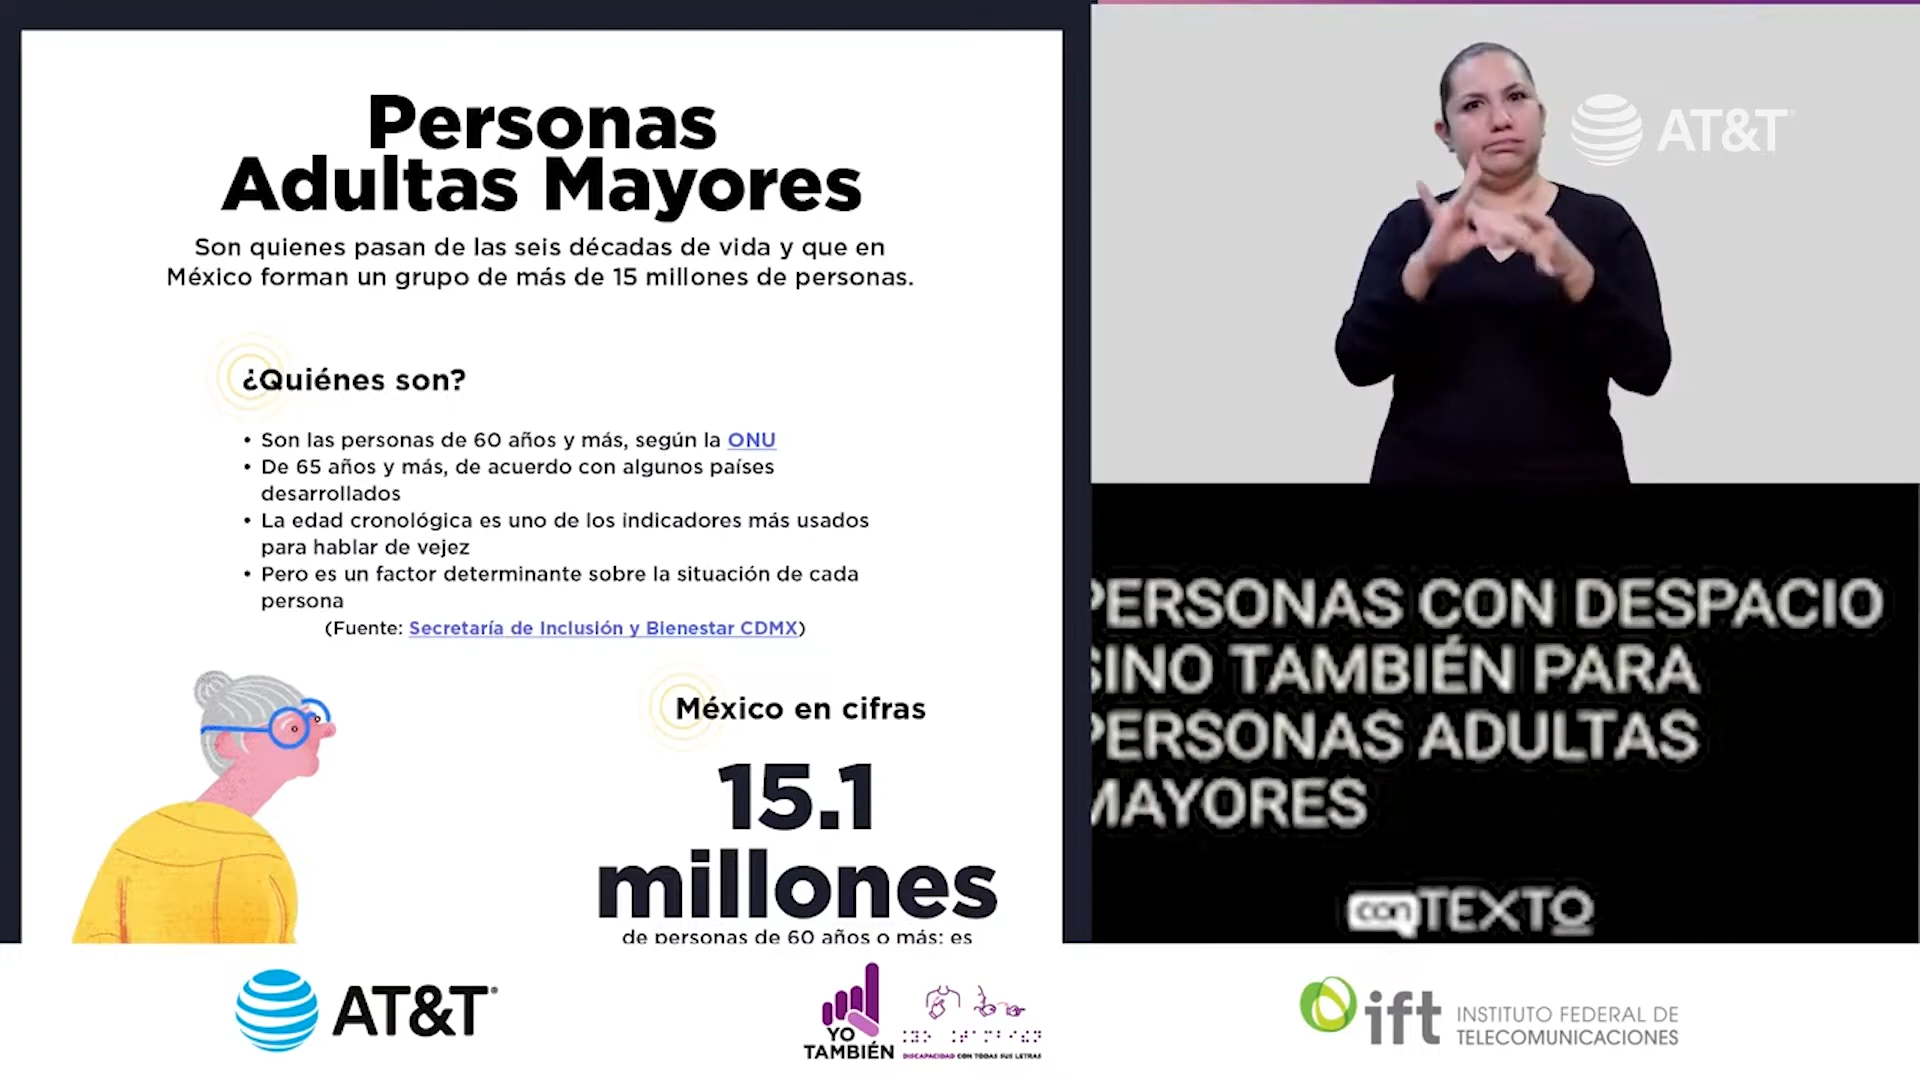 Personas
Adultas Mayores
Son quienes pasan de las seis décadas de vida y que en
México forman un grupo de más de 15 millones de personas.
¿Quiénes son?
• Son las personas de 60 años y más, según la ONU
• De 65 años y más, de acuerdo con algunos países
desarrollados
• La edad cronológica es uno de los indicadores más usados
para hablar de vejez
• Pero es un factor determinante sobre la situación de cada
persona
(Fuente: Secretaría de Inclusión y Bienestar CDMX)
México en cifras
15.1
millones
de personas de 60 años o más: es
AT&T
PERSONAS CON DESPACIO
SINO TAMBIÉN PARA
PERSONAS ADULTAS
MAYORES
conTEXTO
AT&T
YO
TAMBIÉN
DISCAPACIDAD CON TODAS SUS LETRAS
ift
INSTITUTO FEDERAL DE
TELECOMUNICACIONES